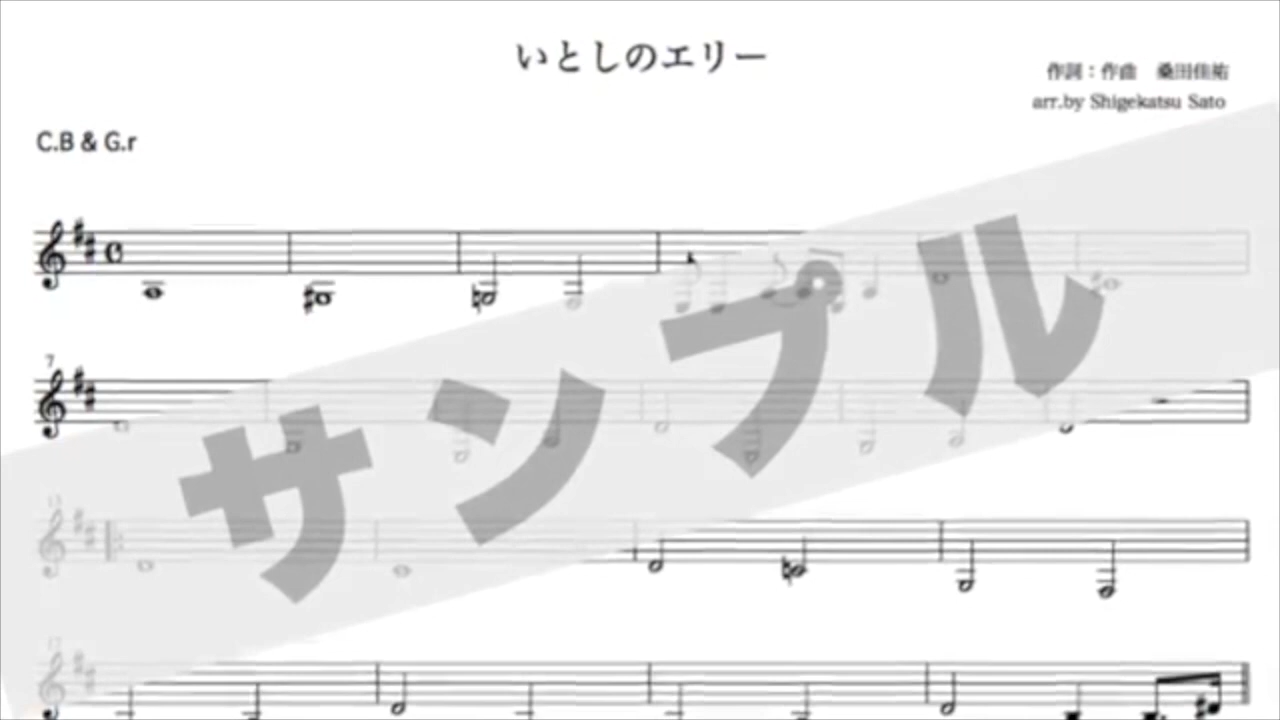 いとしのエリー
作詞：作曲　桑田佳祐
arr.by Shigekatsu Sato
C.B & G.r
サンプル
7
13
17